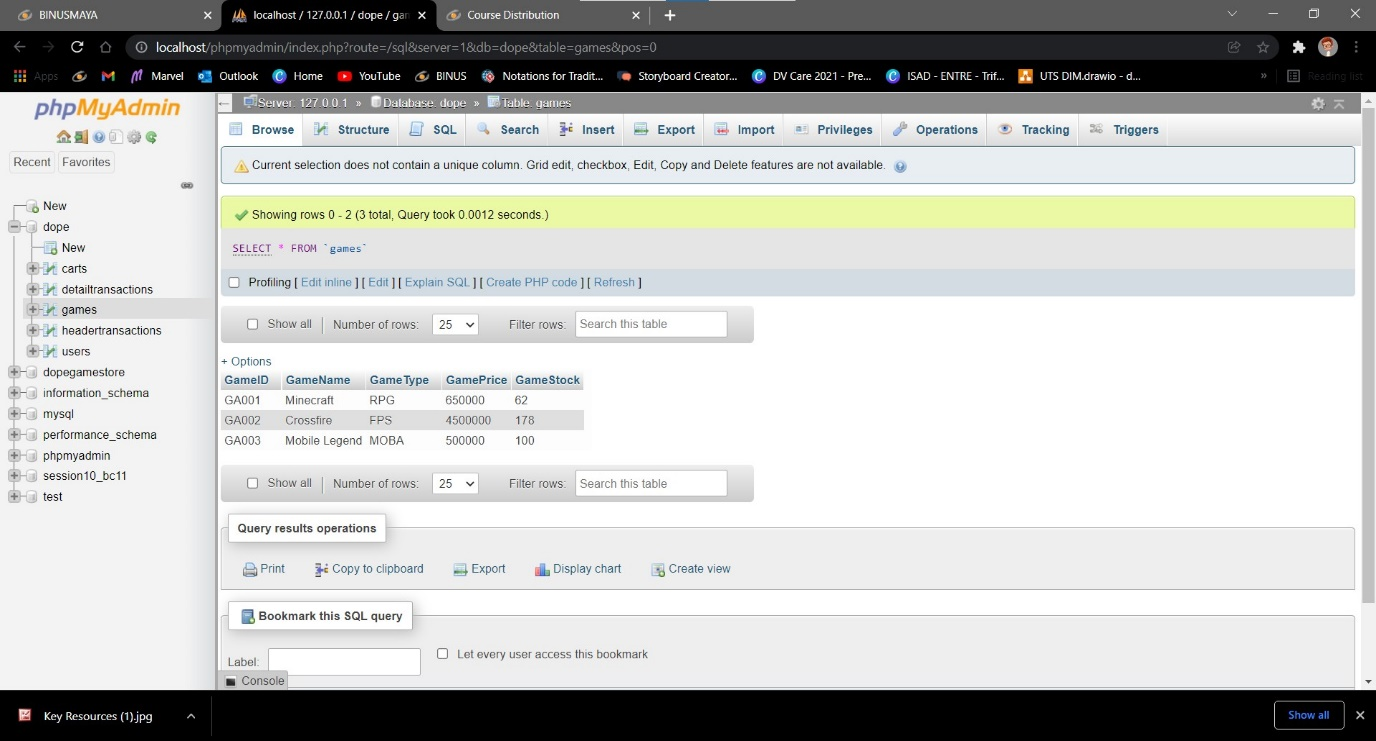 BINUSMAYA
localhost / 127.0.0.1 / dope / gam
Course Distribution
localhost/phpmyadmin/index.php?route=/sql&server=1&db=dope&table=games&pos=0
Apps Marvel Outlook Home YouTube BINUS Notations for Tradit... Storyboard Creator... DV Care 2021 - Pre... ISAD - ENTRE - Trif... UTS DIM.drawio - d... » Reading list
phpMyAdmin
Recent Favorites
New
dope
New
carts
detailtransactions
games
headertransactions
users
dopegamestore
information_schema
mysql
performance_schema
phpmyadmin
session10_bc11
test
Server: 127.0.0.1 » Database: dope » Table: games
Browse Structure SQL Search Insert Export Import Privileges Operations Tracking Triggers
Current selection does not contain a unique column. Grid edit, checkbox, Edit, Copy and Delete features are not available.
Showing rows 0 - 2 (3 total, Query took 0.0012 seconds.)
SELECT * FROM `games`
Profiling [ Edit inline ] [ Edit ] [ Explain SQL ] [ Create PHP code ] [ Refresh ]
Show all Number of rows: 25 Filter rows: Search this table
+ Options
GameID GameName GameType GamePrice GameStock
GA001 Minecraft RPG 650000 62
GA002 Crossfire FPS 4500000 178
GA003 Mobile Legend MOBA 500000 100
Show all Number of rows: 25 Filter rows: Search this table
Query results operations
Print Copy to clipboard Export Display chart Create view
Bookmark this SQL query
Label: Let every user access this bookmark
Console
Key Resources (1).jpg
Show all